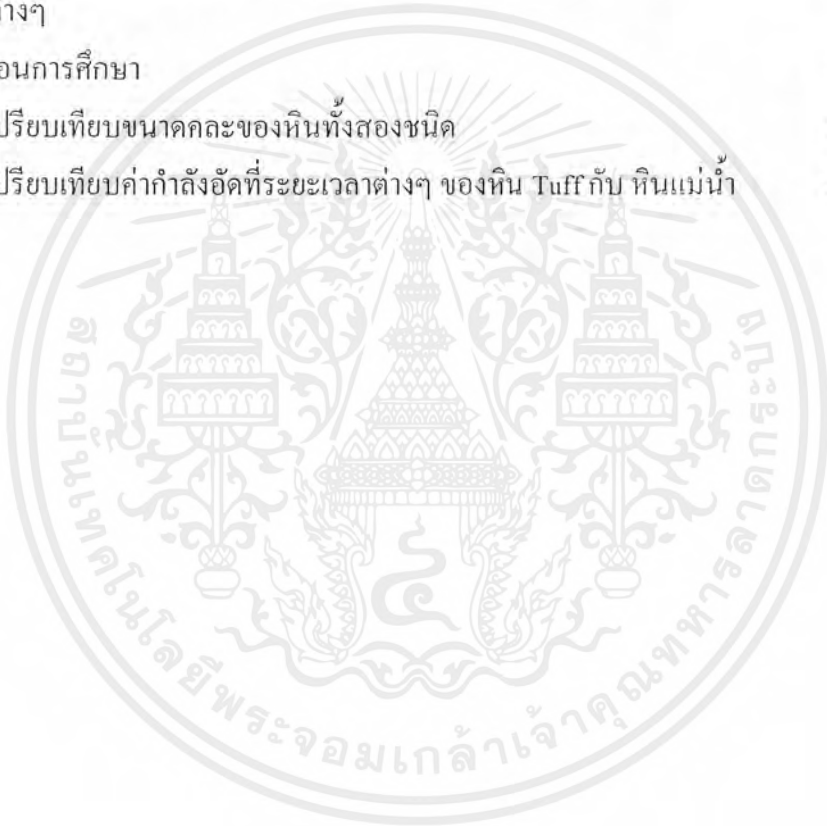 างๆ
อนการศึกษา
ปรียบเทียบขนาดคละของหินทั้งสองชนิด
ปรียบเทียบค่ากำลังอัดที่ระยะเวลาต่างๆ ของหิน Tuff กับ หินแม่น้ำ
สถาบันเทคโนโลยีพระจอมเกล้าเจ้าคุณทหารลาดกระบัง